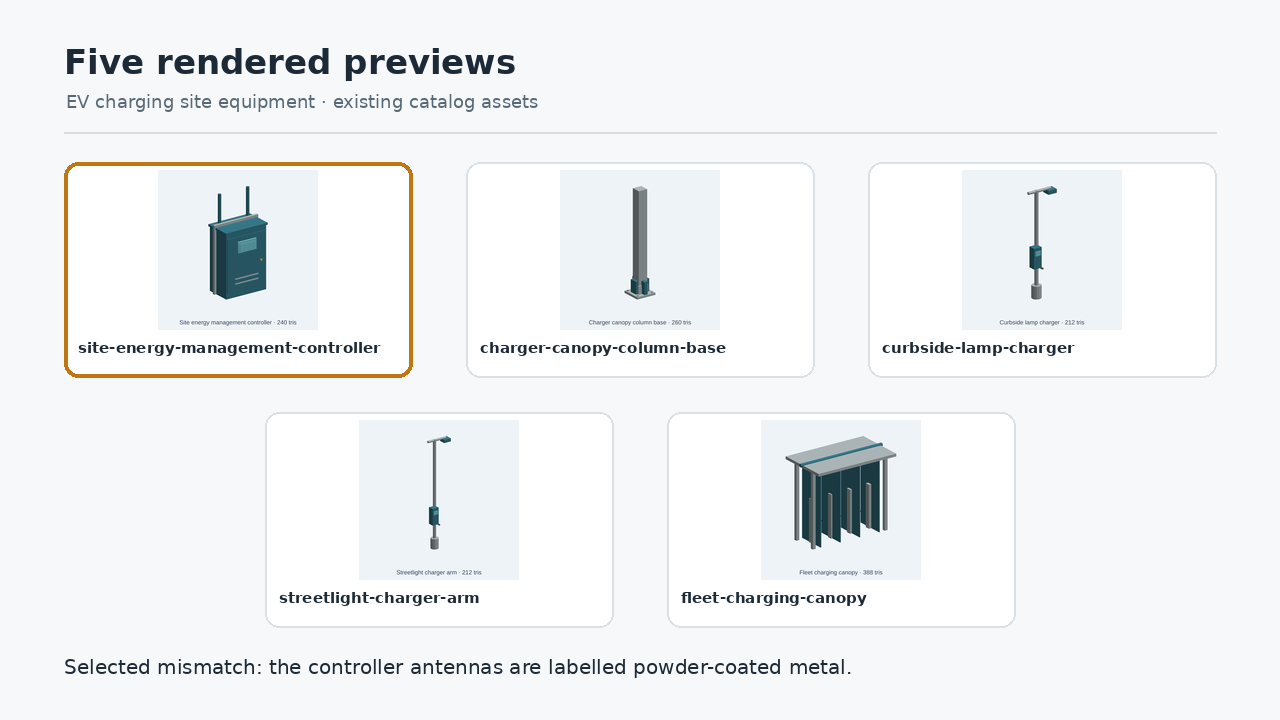 Five rendered previews
EV charging site equipment · existing catalog assets
Site energy management controller · 240 tris
site-energy-management-controller
Charger canopy column base · 260 tris
charger-canopy-column-base
Curbside lamp charger · 212 tris
curbside-lamp-charger
Streetlight charger arm · 212 tris
streetlight-charger-arm
Fleet charging canopy · 388 tris
fleet-charging-canopy
Selected mismatch: the controller antennas are labelled powder-coated metal.